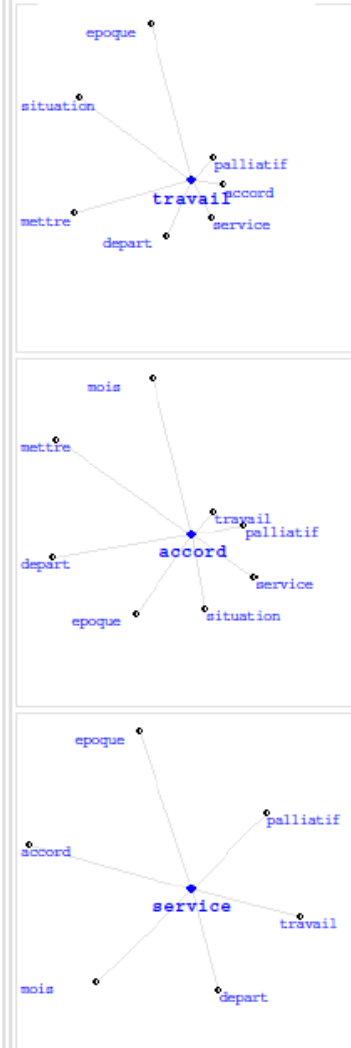 epoque
situation
palliatif
accord
travail
mettre
service
depart
mois
mettre
travail
palliatif
accord
depart
service
situation
epoque
epoque
palliatif
accord
service
travail
mois
depart